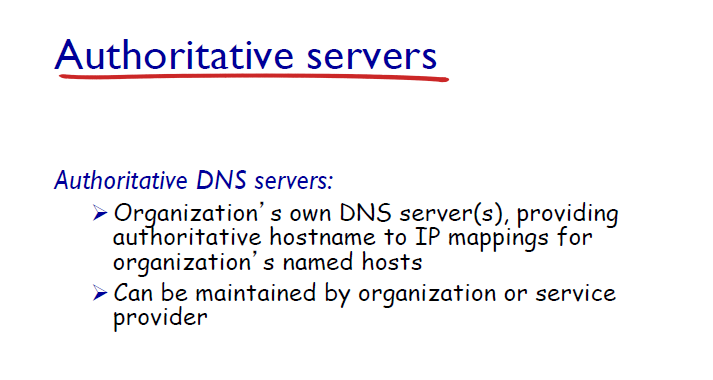 Authoritative servers
Authoritative DNS servers:
➢ Organization’s own DNS server(s), providing
authoritative hostname to IP mappings for
organization’s named hosts
➢ Can be maintained by organization or service
provider